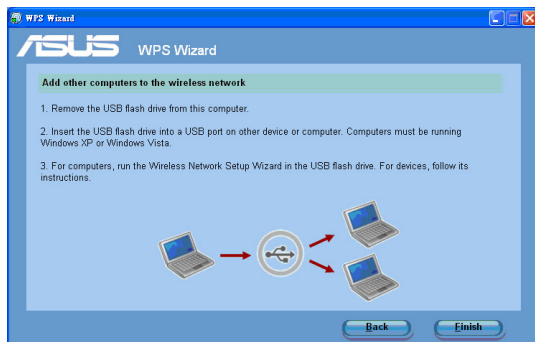 WPS Wizard
ASUS WPS Wizard
Add other computers to the wireless network
1. Remove the USB flash drive from this computer.
2. Insert the USB flash drive into a USB port on other device or computer. Computers must be running
Windows XP or Windows Vista.
3. For computers, run the Wireless Network Setup Wizard in the USB flash drive. For devices, follow its
instructions.
Back Finish